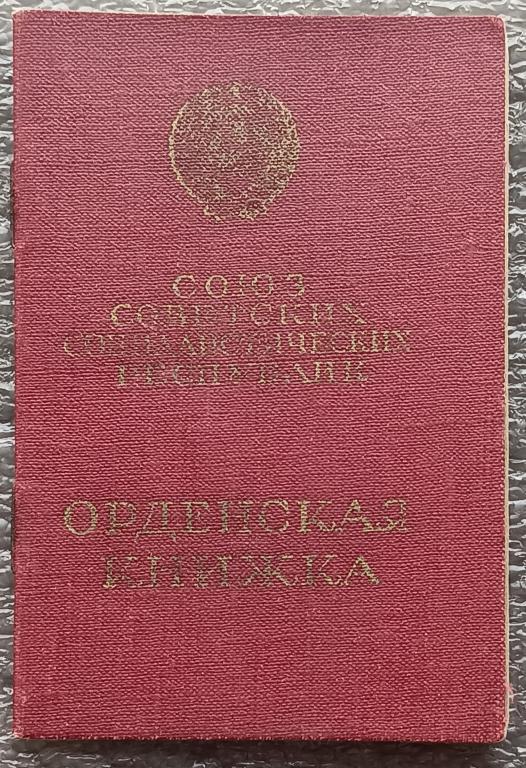 СОЮЗ
СОВЕТСКИХ
СОЦИАЛИСТИЧЕСКИХ
РЕСПУБЛИК
ОРДЕНСКАЯ
КНИЖКА